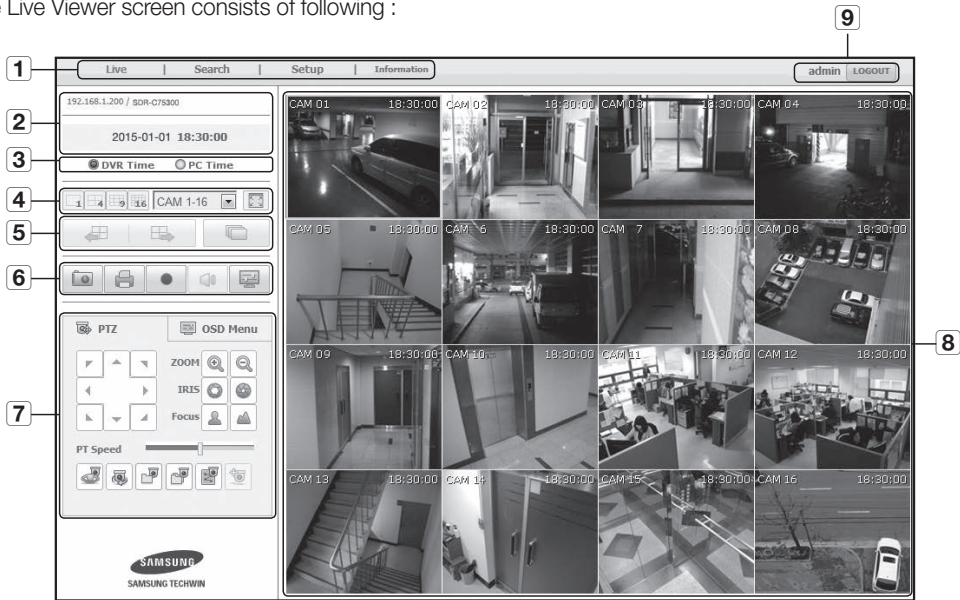 Live Viewer screen consists of following :
9
1
Live | Search | Setup | Information
admin LOGOUT
2
192.168.1.200 / SDR-C75300
2015-01-01 18:30:00
3
DVR Time PC Time
4
1 4 9 16 CAM 1-16
5
6
7
PTZ OSD Menu
ZOOM
IRIS
Focus
PT Speed
SAMSUNG
SAMSUNG TECHWIN
CAM 01 18:30:00 CAM 02 18:30:00 CAM 03 18:30:00 CAM 04 18:30:00
CAM 05 18:30:00 CAM 6 18:30:00 CAM 7 18:30:00 CAM 08 18:30:00
8
CAM 09 18:30:00 CAM 10 18:30:00 CAM 11 18:30:00 CAM 12 18:30:00
CAM 13 18:30:00 CAM 14 18:30:00 CAM 15 18:30:00 CAM 16 18:30:00